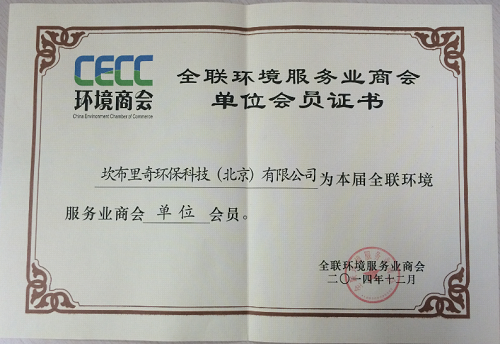 CECC
环境商会
China Environment Chamber of Commerce
全联环境服务业商会
单位会员证书
坎布里奇环保科技（北京）有限公司为本届全联环境
服务业商会 单位 会员。
全联环境服务业商会
二〇一四年十二月